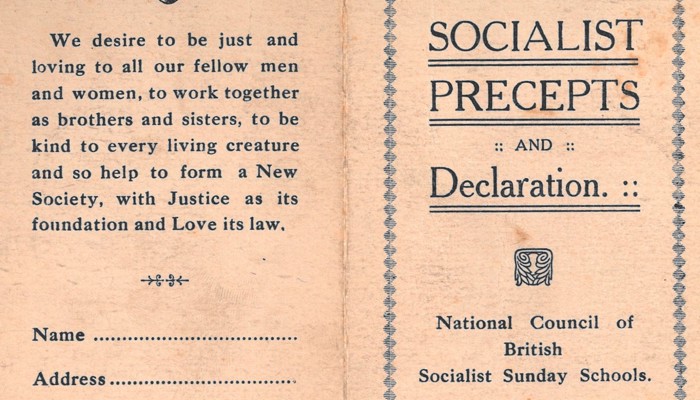 We desire to be just and
loving to all our fellow men
and women, to work together
as brothers and sisters, to be
kind to every living creature
and so help to form a New
Society, with Justice as its
foundation and Love its law.
Name ....................................
Address ..................................
SOCIALIST
PRECEPTS
:: AND ::
Declaration. ::
National Council of
British
Socialist Sunday Schools.